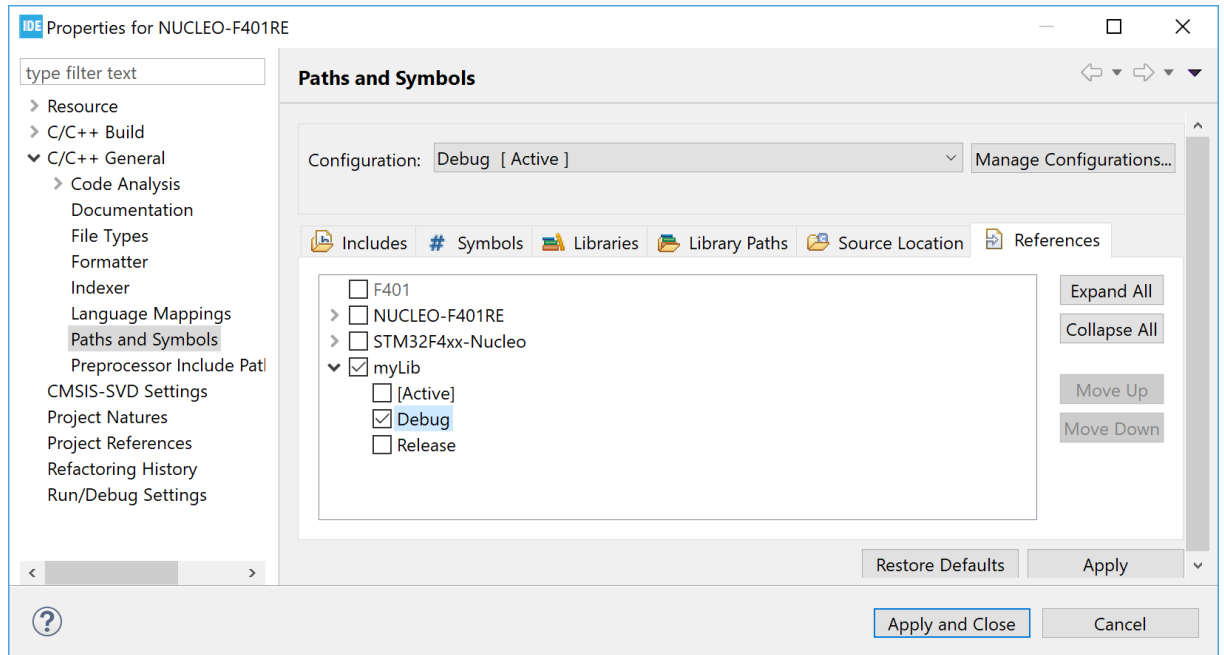 IDE Properties for NUCLEO-F401RE
type filter text
Resource
C/C++ Build
C/C++ General
Code Analysis
Documentation
File Types
Formatter
Indexer
Language Mappings
Paths and Symbols
Preprocessor Include Pat
CMSIS-SVD Settings
Project Natures
Project References
Refactoring History
Run/Debug Settings
Paths and Symbols
Configuration: Debug [ Active ] Manage Configurations...
Includes # Symbols Libraries Library Paths Source Location References
F401
NUCLEO-F401RE
STM32F4xx-Nucleo
myLib
[Active]
Debug
Release
Expand All
Collapse All
Move Up
Move Down
Restore Defaults Apply
? Apply and Close Cancel